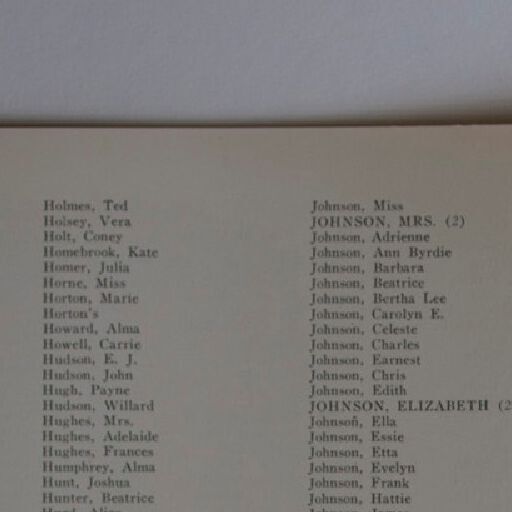 Holmes, Ted
Holsey, Vera
Holt, Coney
Homebrook, Kate
Homer, Julia
Horne, Miss
Horton, Marie
Horton's
Howard, Alma
Howell, Carrie
Hudson, E. J.
Hudson, John
Hugh, Payne
Hudson, Willard
Hughes, Mrs.
Hughes, Adelaide
Hughes, Frances
Humphrey, Alma
Hunt, Joshua
Hunter, Beatrice
Johnson, Miss
JOHNSON, MRS. (2)
Johnson, Adrienne
Johnson, Ann Byrdie
Johnson, Barbara
Johnson, Beatrice
Johnson, Bertha Lee
Johnson, Carolyn E.
Johnson, Celeste
Johnson, Charles
Johnson, Earnest
Johnson, Chris
Johnson, Edith
JOHNSON, ELIZABETH (2
Johnson, Ella
Johnson, Essie
Johnson, Etta
Johnson, Evelyn
Johnson, Frank
Johnson, Hattie